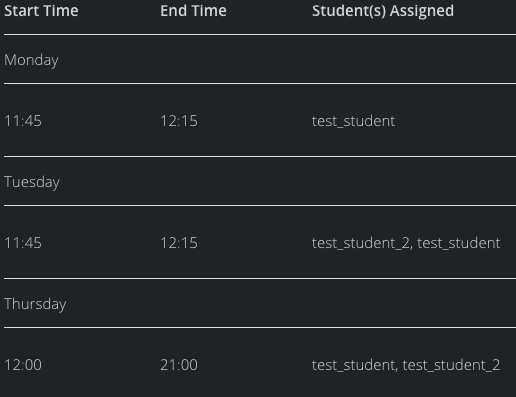 Start Time End Time Student(s) Assigned
Monday
11:45 12:15 test_student
Tuesday
11:45 12:15 test_student_2, test_student
Thursday
12:00 21:00 test_student, test_student_2